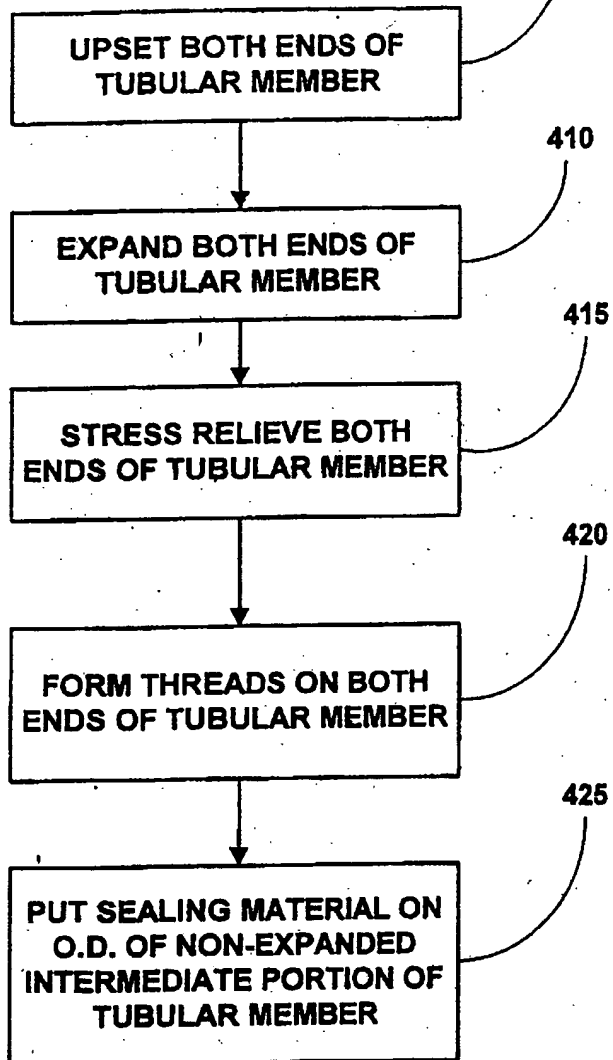 UPSET BOTH ENDS OF
TUBULAR MEMBER
410
EXPAND BOTH ENDS OF
TUBULAR MEMBER
415
STRESS RELIEVE BOTH
ENDS OF TUBULAR MEMBER
420
FORM THREADS ON BOTH
ENDS OF TUBULAR MEMBER
425
PUT SEALING MATERIAL ON
O.D. OF NON-EXPANDED
INTERMEDIATE PORTION OF
TUBULAR MEMBER